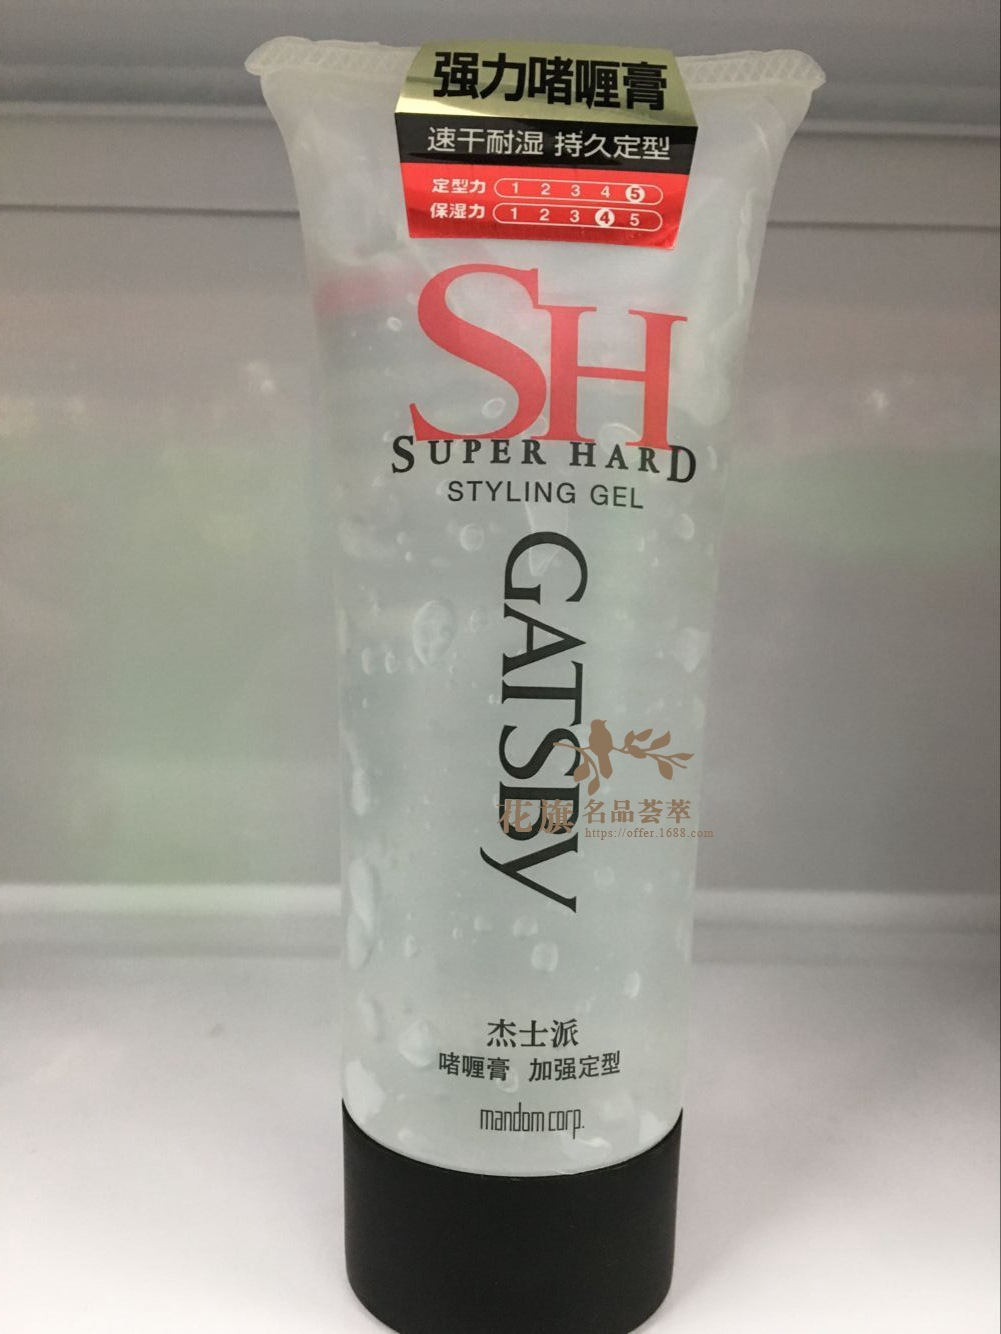 强力啫喱膏
速干耐湿 持久定型
定型力 1 2 3 4 5
保湿力 1 2 3 4 5
SH
SUPER HARD
STYLING GEL
GATSBY
花旗 名品荟萃
https://offer.1688.com
杰士派
啫喱膏 加强定型
mandom corp.